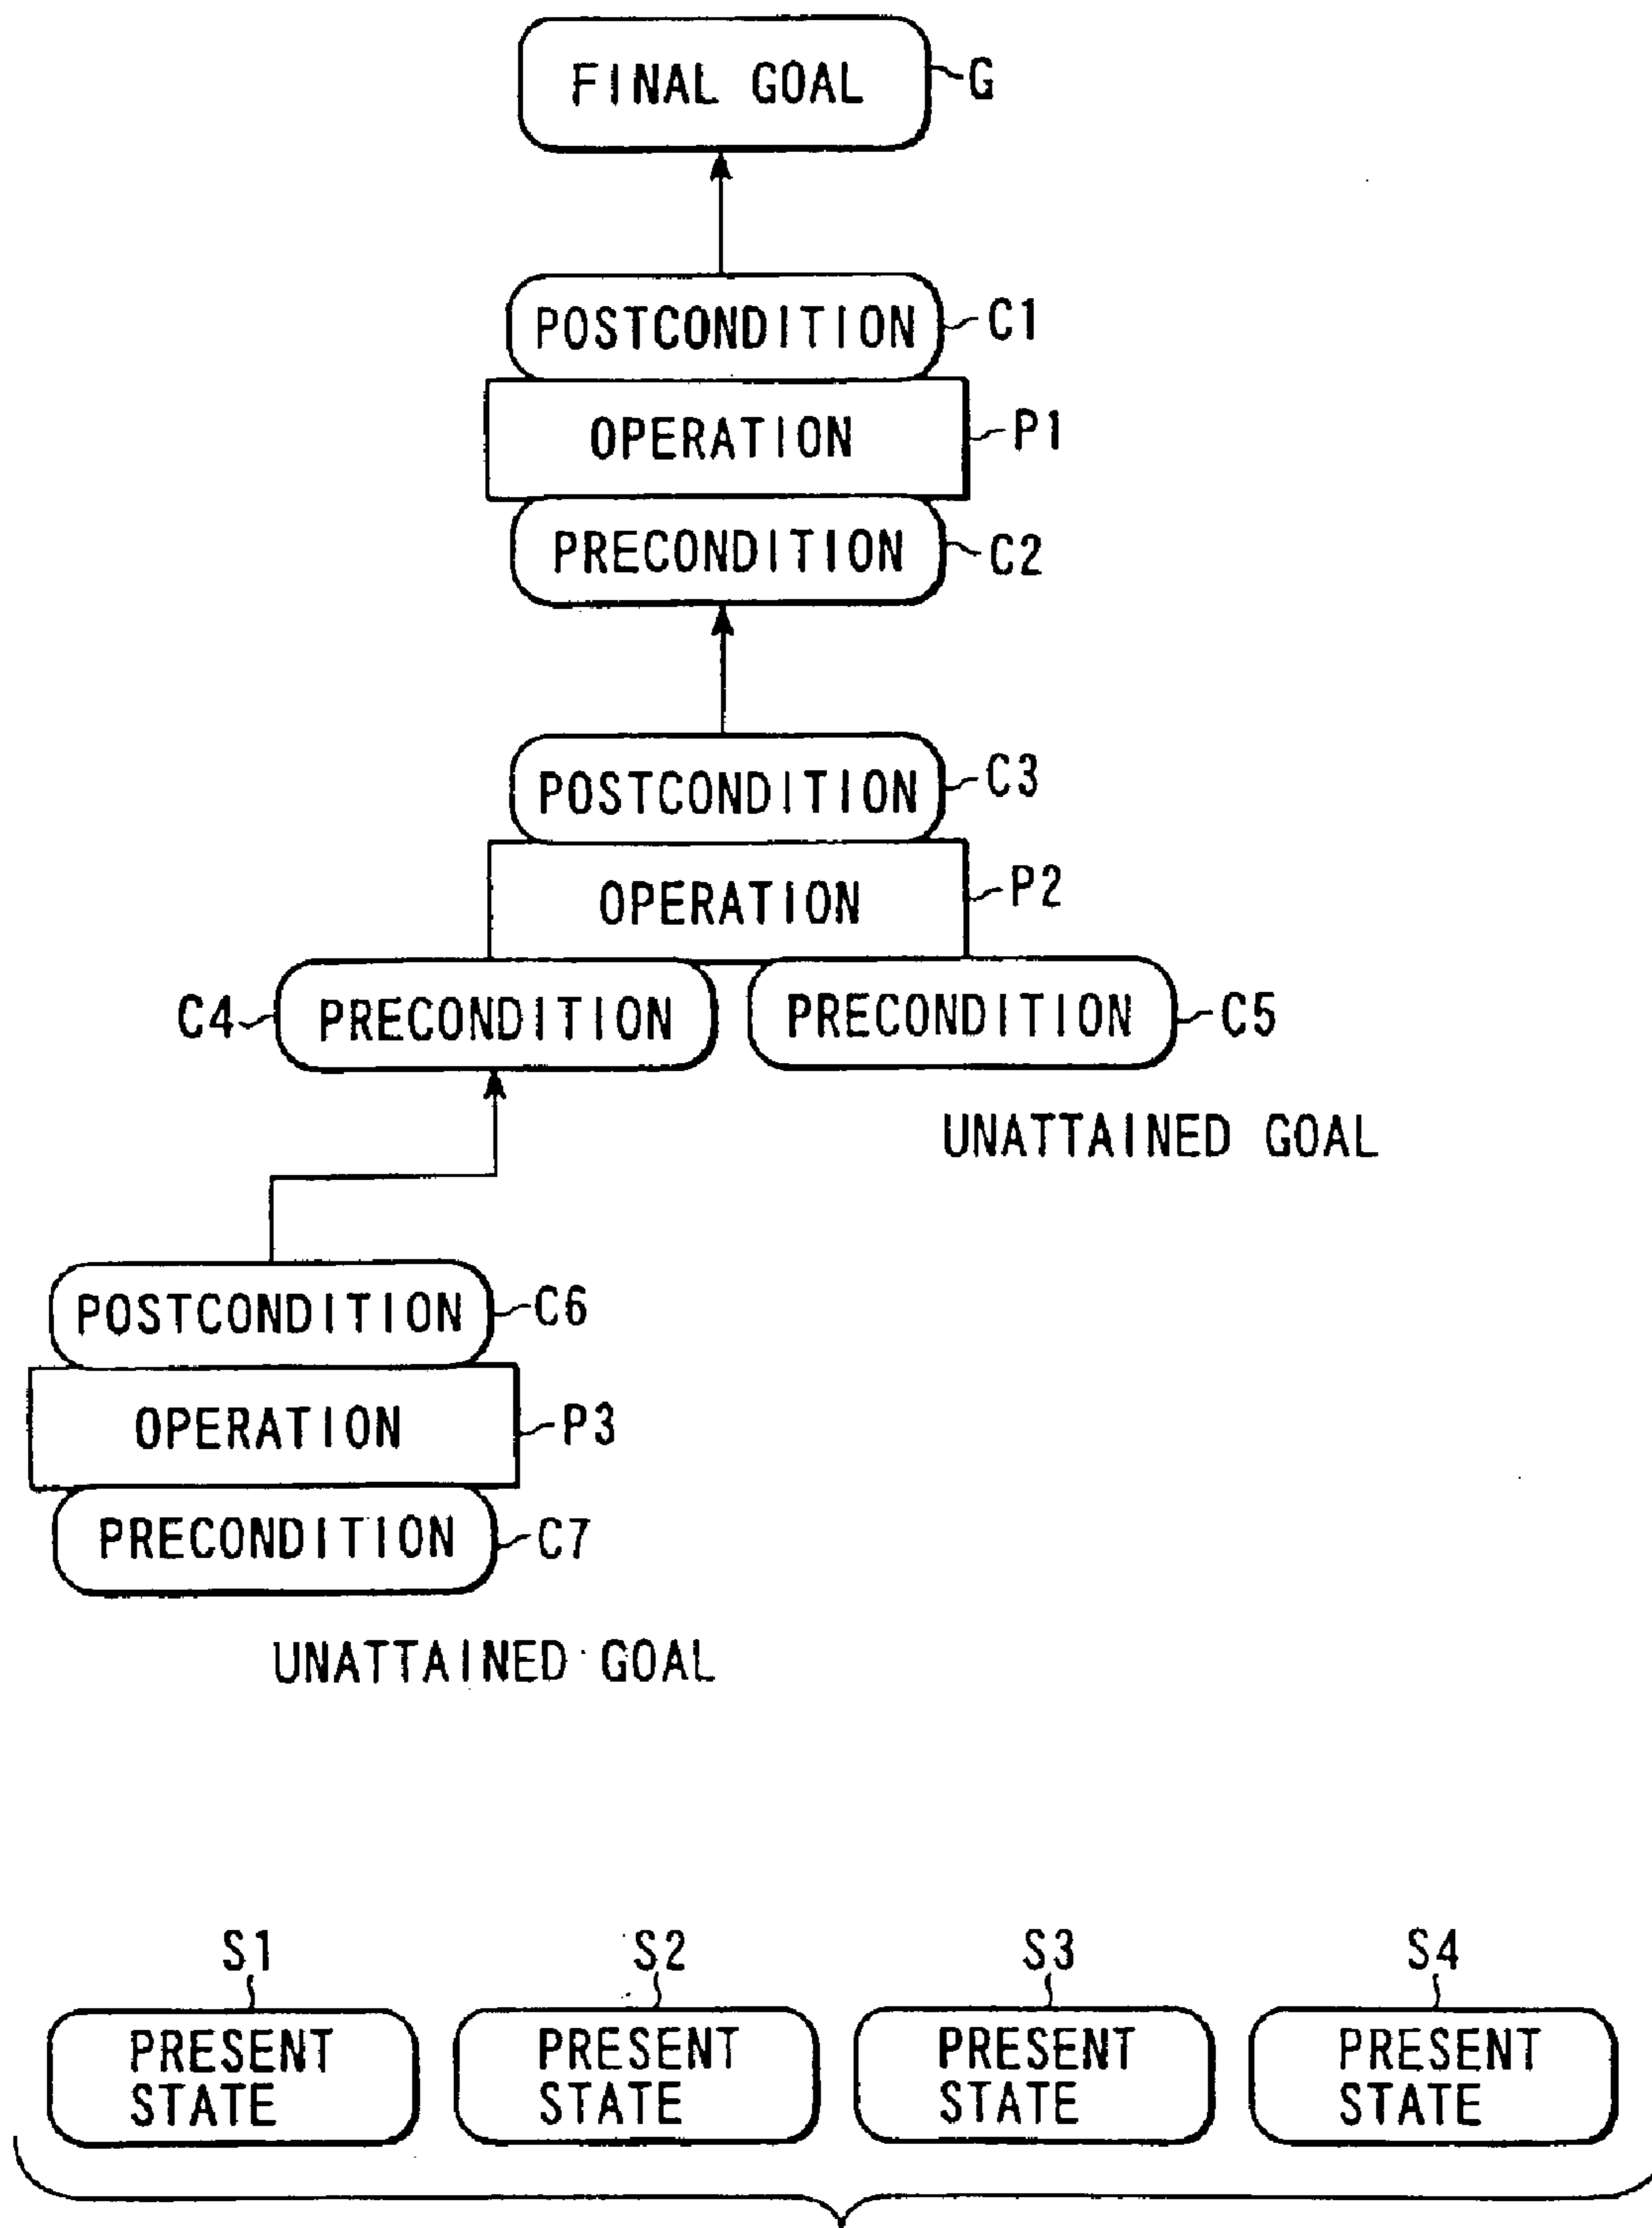 FINAL GOAL
G
POSTCONDITION
C1
OPERATION
P1
PRECONDITION
C2
POSTCONDITION
C3
OPERATION
P2
C4
PRECONDITION
PRECONDITION
C5
UNATTAINED GOAL
POSTCONDITION
C6
OPERATION
P3
PRECONDITION
C7
UNATTAINED GOAL
S1
S2
S3
S4
PRESENT
STATE
PRESENT
STATE
PRESENT
STATE
PRESENT
STATE